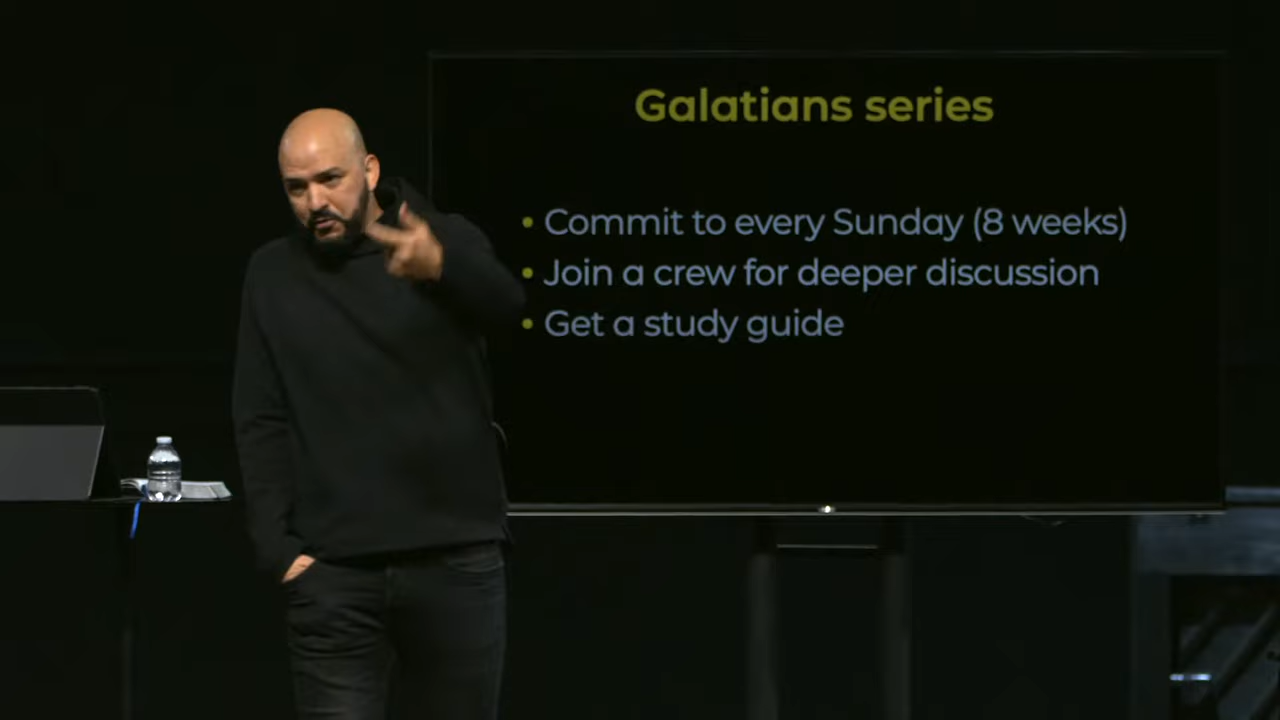 Galatians series
• Commit to every Sunday (8 weeks)
• Join a crew for deeper discussion
• Get a study guide